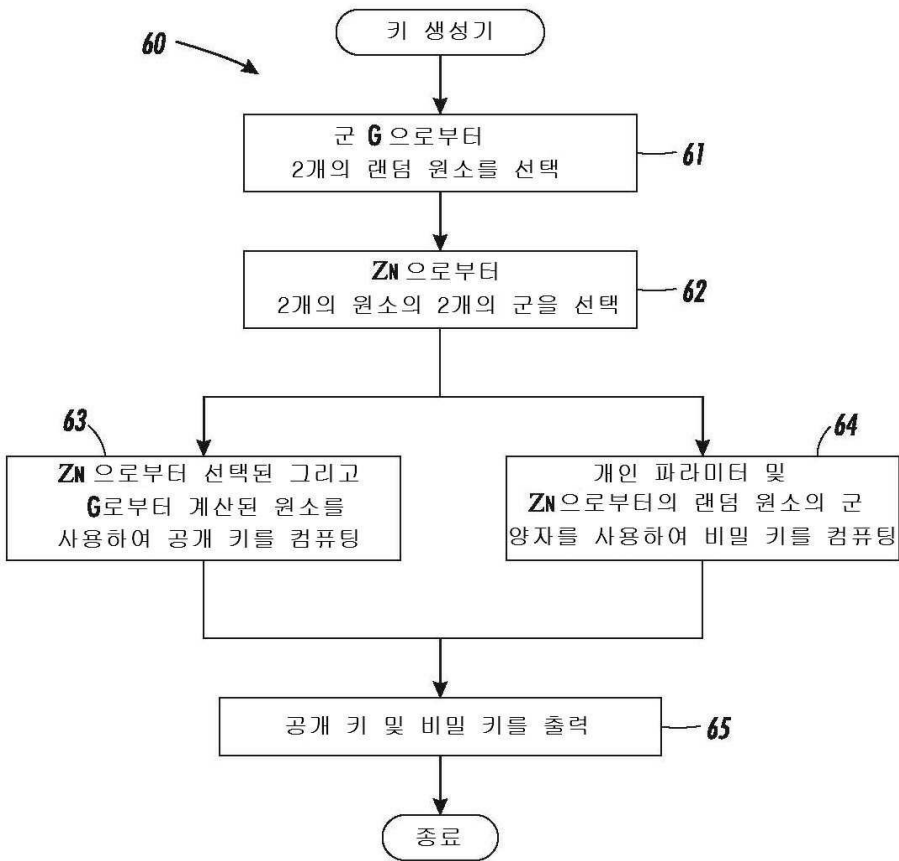 키 생성기
60
군 G으로부터
2개의 랜덤 원소를 선택
61
ZN으로부터
2개의 원소의 2개의 군을 선택
62
63
ZN으로부터 선택된 그리고
G로부터 계산된 원소를
사용하여 공개 키를 컴퓨팅
64
개인 파라미터 및
ZN으로부터의 랜덤 원소의 군
양자를 사용하여 비밀 키를 컴퓨팅
공개 키 및 비밀 키를 출력
65
종료